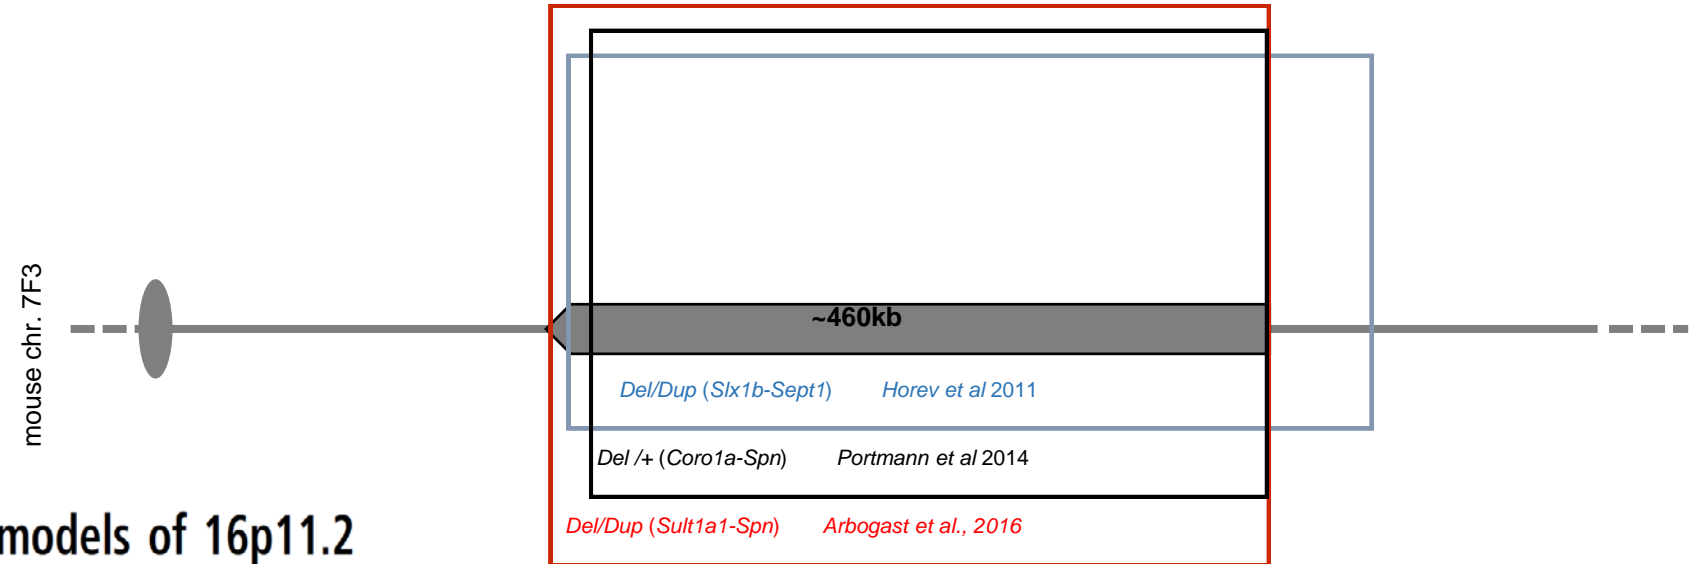 mouse chr. 7F3
~460kb
Del/Dup (Slx1b-Sept1) Horev et al 2011
Del /+ (Coro1a-Spn) Portmann et al 2014
Del/Dup (Sult1a1-Spn) Arbogast et al., 2016
models of 16p11.2